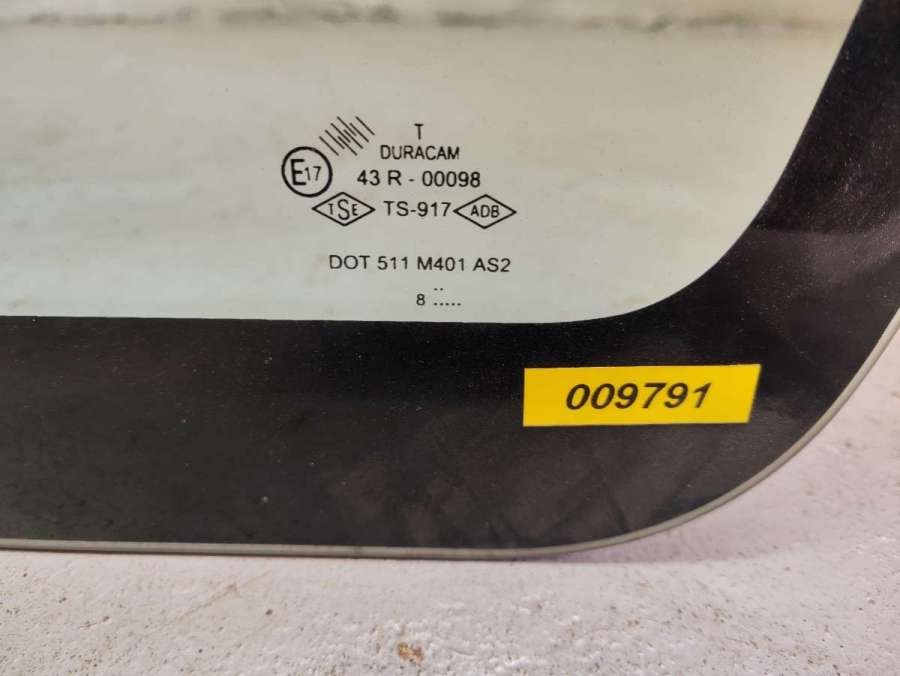 T
DURACAM
E17 43 R - 00098
TSE TS-917 ADB
DOT 511 M401 AS2
..
8 .....
009791